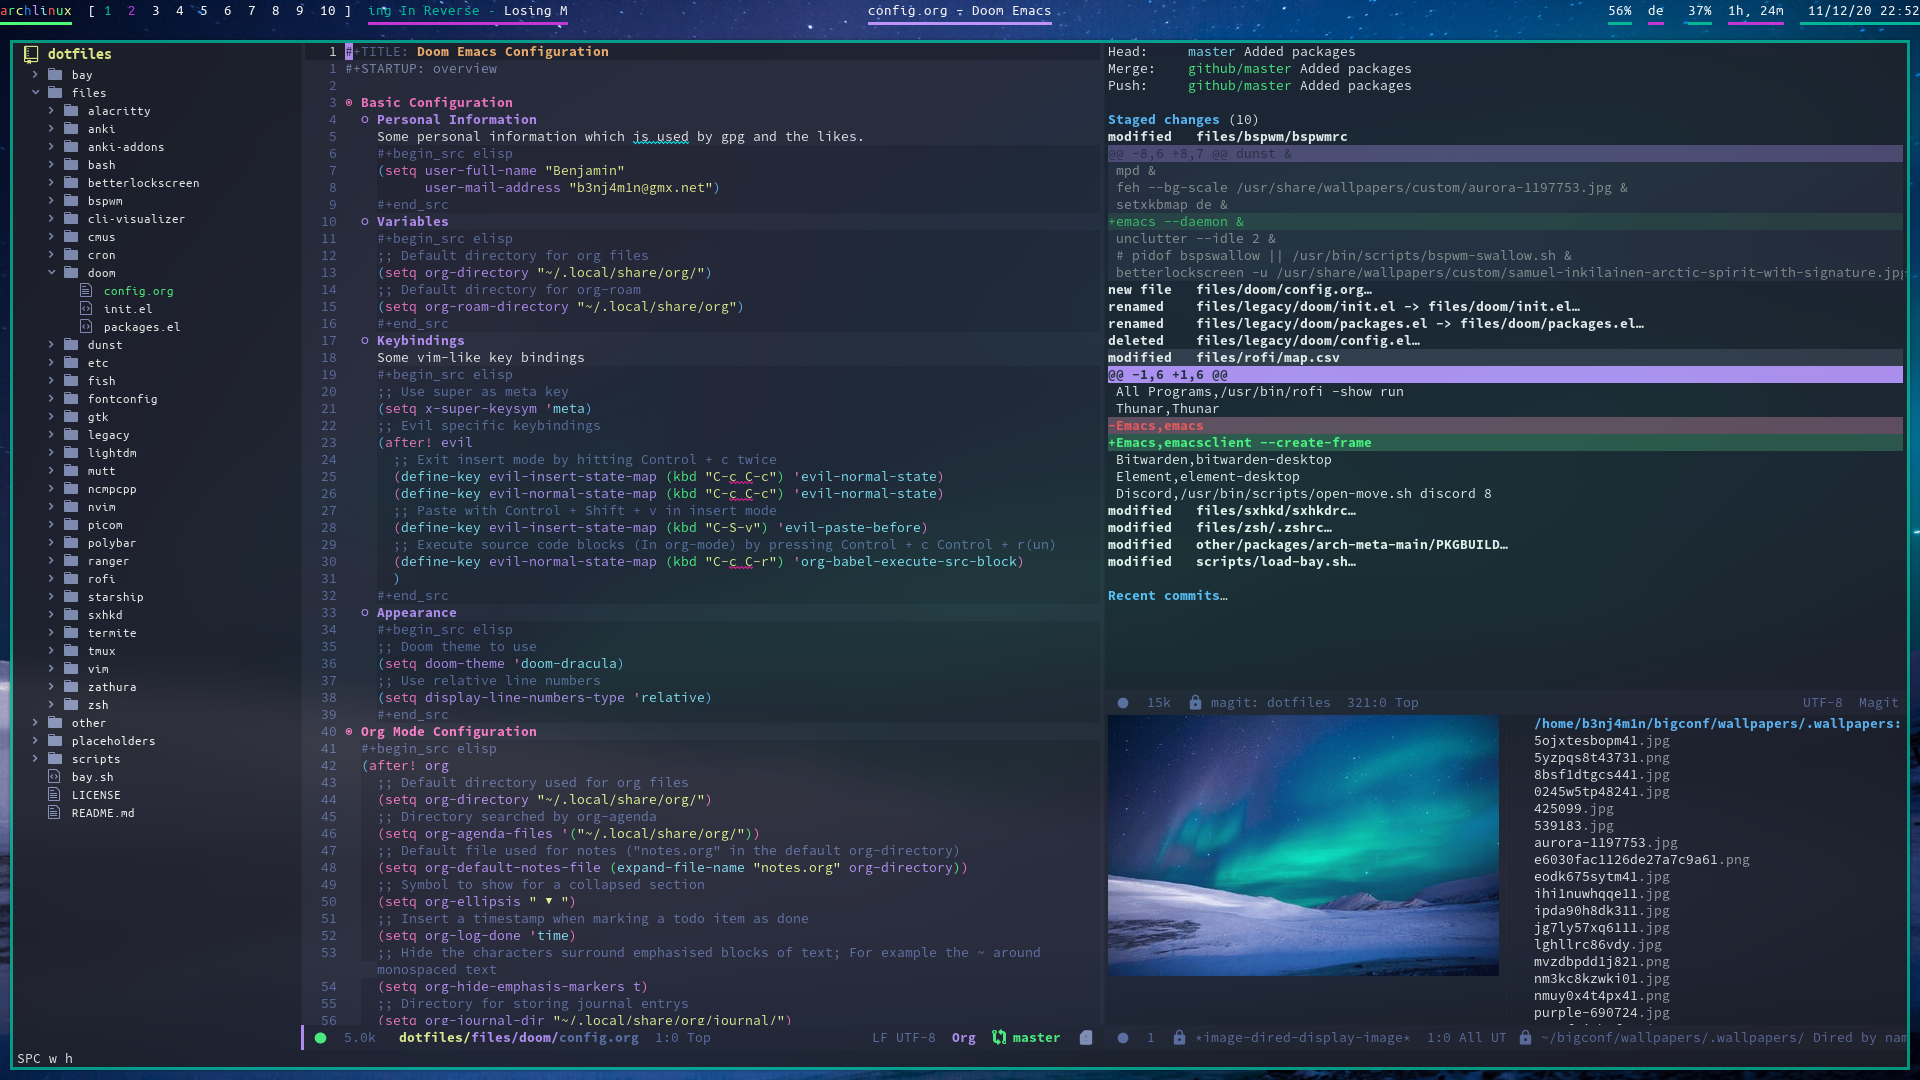 archlinux [ 1 2 3 4 5 6 7 8 9 10 ] ing In Reverse - Losing M
config.org – Doom Emacs
56% de 37% 1h, 24m 11/12/20 22:52
dotfiles
bay
files
alacritty
anki
anki-addons
bash
betterlockscreen
bspwm
cli-visualizer
cmus
cron
doom
config.org
init.el
packages.el
dunst
etc
fish
fontconfig
gtk
legacy
lightdm
mutt
ncmpcpp
nvim
picom
polybar
ranger
rofi
starship
sxhkd
termite
tmux
vim
zathura
zsh
other
placeholders
scripts
bay.sh
LICENSE
README.md
1 #+TITLE: Doom Emacs Configuration
1 #+STARTUP: overview
2
3 Basic Configuration
4 Personal Information
5 Some personal information which is used by gpg and the likes.
6 #+begin_src elisp
7 (setq user-full-name "Benjamin"
8 user-mail-address "b3nj4m1n@gmx.net")
9 #+end_src
10 Variables
11 #+begin_src elisp
12 ;; Default directory for org files
13 (setq org-directory "~/.local/share/org/")
14 ;; Default directory for org-roam
15 (setq org-roam-directory "~/.local/share/org")
16 #+end_src
17 Keybindings
18 Some vim-like key bindings
19 #+begin_src elisp
20 ;; Use super as meta key
21 (setq x-super-keysym 'meta)
22 ;; Evil specific keybindings
23 (after! evil
24 ;; Exit insert mode by hitting Control + c twice
25 (define-key evil-insert-state-map (kbd "C-c C-c") 'evil-normal-state)
26 (define-key evil-normal-state-map (kbd "C-c C-c") 'evil-normal-state)
27 ;; Paste with Control + Shift + v in insert mode
28 (define-key evil-insert-state-map (kbd "C-S-v") 'evil-paste-before)
29 ;; Execute source code blocks (In org-mode) by pressing Control + c Control + r(un)
30 (define-key evil-normal-state-map (kbd "C-c C-r") 'org-babel-execute-src-block)
31 )
32 #+end_src
33 Appearance
34 #+begin_src elisp
35 ;; Doom theme to use
36 (setq doom-theme 'doom-dracula)
37 ;; Use relative line numbers
38 (setq display-line-numbers-type 'relative)
39 #+end_src
40 Org Mode Configuration
41 #+begin_src elisp
42 (after! org
43 ;; Default directory used for org files
44 (setq org-directory "~/.local/share/org/")
45 ;; Directory searched by org-agenda
46 (setq org-agenda-files '("~/.local/share/org/"))
47 ;; Default file used for notes ("notes.org" in the default org-directory)
48 (setq org-default-notes-file (expand-file-name "notes.org" org-directory))
49 ;; Symbol to show for a collapsed section
50 (setq org-ellipsis " ▼ ")
51 ;; Insert a timestamp when marking a todo item as done
52 (setq org-log-done 'time)
53 ;; Hide the characters surround emphasised blocks of text; For example the ~ around
monospaced text
54 (setq org-hide-emphasis-markers t)
55 ;; Directory for storing journal entrys
56 (setq org-journal-dir "~/.local/share/org/journal/")
5.0k dotfiles/files/doom/config.org 1:0 Top LF UTF-8 Org master
SPC w h
Head: master Added packages
Merge: github/master Added packages
Push: github/master Added packages
Staged changes (10)
modified files/bspwm/bspwmrc
@@ -8,6 +8,7 @@ dunst &
mpd &
feh --bg-scale /usr/share/wallpapers/custom/aurora-1197753.jpg &
setxkbmap de &
+emacs --daemon &
unclutter --idle 2 &
# pidof bspswallow || /usr/bin/scripts/bspwm-swallow.sh &
betterlockscreen -u /usr/share/wallpapers/custom/samuel-inkilainen-arctic-spirit-with-signature.jpg
new file files/doom/config.org…
renamed files/legacy/doom/init.el -> files/doom/init.el…
renamed files/legacy/doom/packages.el -> files/doom/packages.el…
deleted files/legacy/doom/config.el…
modified files/rofi/map.csv
@@ -1,6 +1,6 @@
All Programs,/usr/bin/rofi -show run
Thunar,Thunar
-Emacs,emacs
+Emacs,emacsclient --create-frame
Bitwarden,bitwarden-desktop
Element,element-desktop
Discord,/usr/bin/scripts/open-move.sh discord 8
modified files/sxhkd/sxhkdrc…
modified files/zsh/.zshrc…
modified other/packages/arch-meta-main/PKGBUILD…
modified scripts/load-bay.sh…
Recent commits…
15k magit: dotfiles 321:0 Top UTF-8 Magit
/home/b3nj4m1n/bigconf/wallpapers/.wallpapers:
5ojxtesbopm41.jpg
5yzpqs8t43731.png
8bsf1dtgcs441.jpg
0245w5tp48241.jpg
425099.jpg
539183.jpg
aurora-1197753.jpg
e6030fac1126de27a7c9a61.png
eodk675sytm41.jpg
ihi1nuwhqqe11.jpg
ipda90h8dk311.jpg
jg7ly57xq6111.jpg
lghllrc86vdy.jpg
mvzdbpdd1j821.png
nm3kc8kzwki01.jpg
nmuy0x4t4px41.png
purple-690724.jpg
1 *image-dired-display-image* 1:0 All UT
~/bigconf/wallpapers/.wallpapers/ Dired by nam